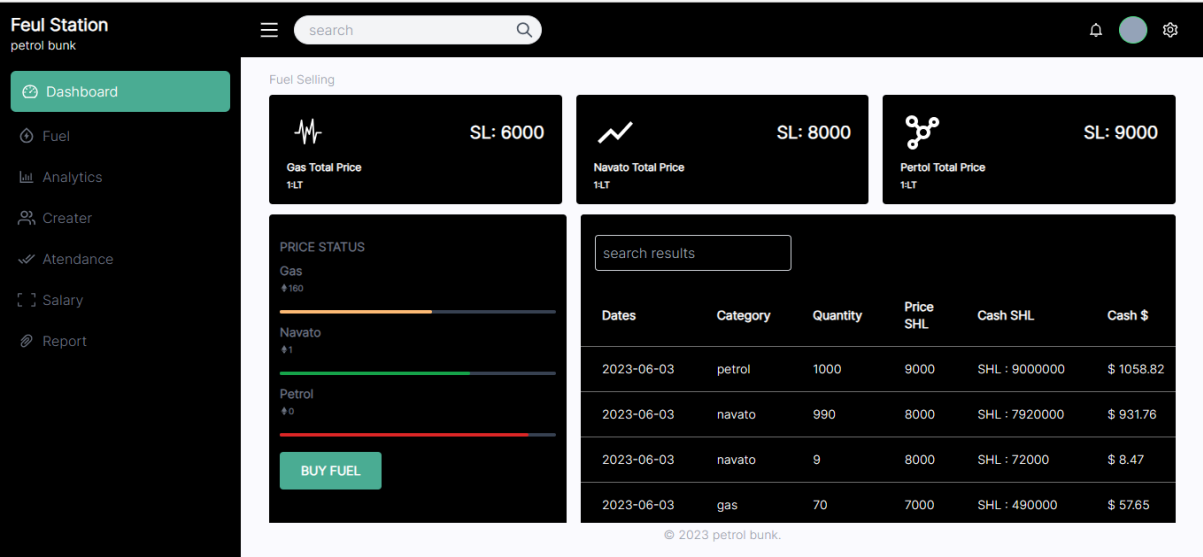 Feul Station
petrol bunk
Dashboard
Fuel
Analytics
Creater
Atendance
Salary
Report
search
Fuel Selling
SL: 6000
Gas Total Price
1:LT
SL: 8000
Navato Total Price
1:LT
SL: 9000
Pertol Total Price
1:LT
PRICE STATUS
Gas
160
Navato
1
Petrol
0
BUY FUEL
search results
Dates Category Quantity Price SHL Cash SHL Cash $
2023-06-03 petrol 1000 9000 SHL : 9000000 $ 1058.82
2023-06-03 navato 990 8000 SHL : 7920000 $ 931.76
2023-06-03 navato 9 8000 SHL : 72000 $ 8.47
2023-06-03 gas 70 7000 SHL : 490000 $ 57.65
© 2023 petrol bunk.